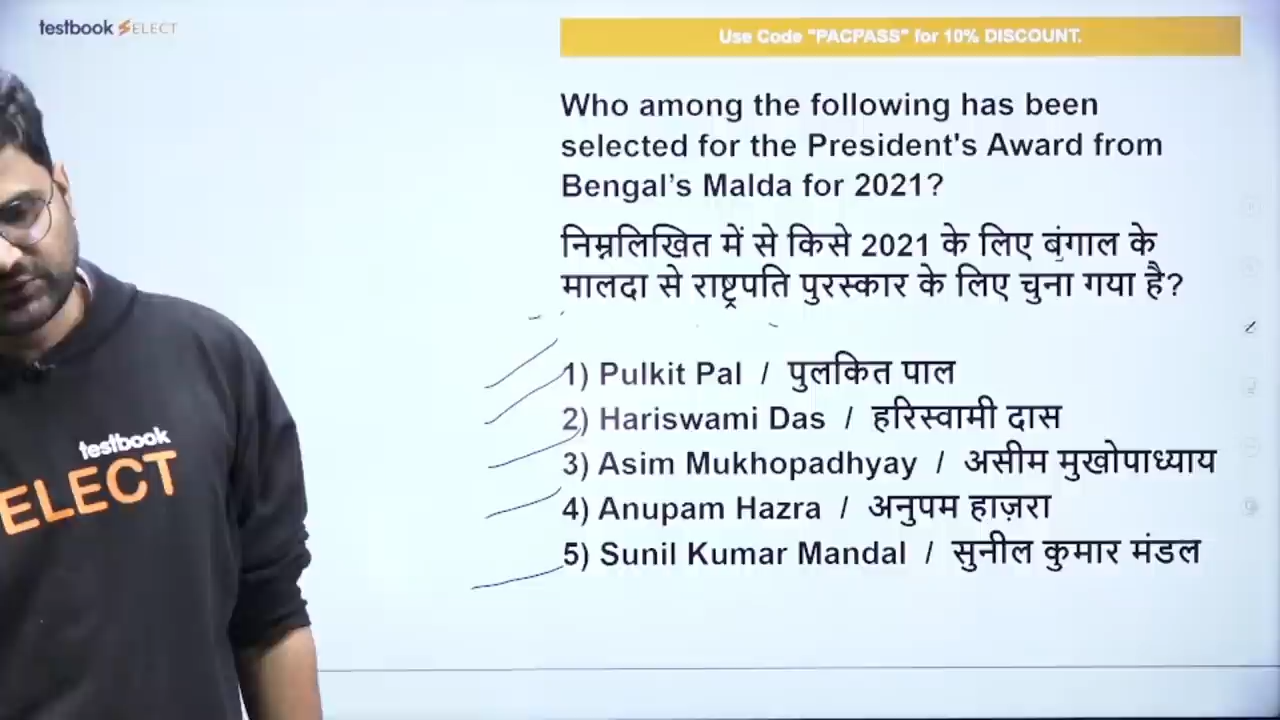 testbook SELECT
Use Code "PACPASS" for 10% DISCOUNT.
Who among the following has been
selected for the President's Award from
Bengal's Malda for 2021?
निम्नलिखित में से किसे 2021 के लिए बंगाल के
मालदा से राष्ट्रपति पुरस्कार के लिए चुना गया है?
1) Pulkit Pal / पुलकित पाल
2) Hariswami Das / हरिस्वामी दास
3) Asim Mukhopadhyay / असीम मुखोपाध्याय
4) Anupam Hazra / अनुपम हाज़रा
5) Sunil Kumar Mandal / सुनील कुमार मंडल
testbook
ELECT